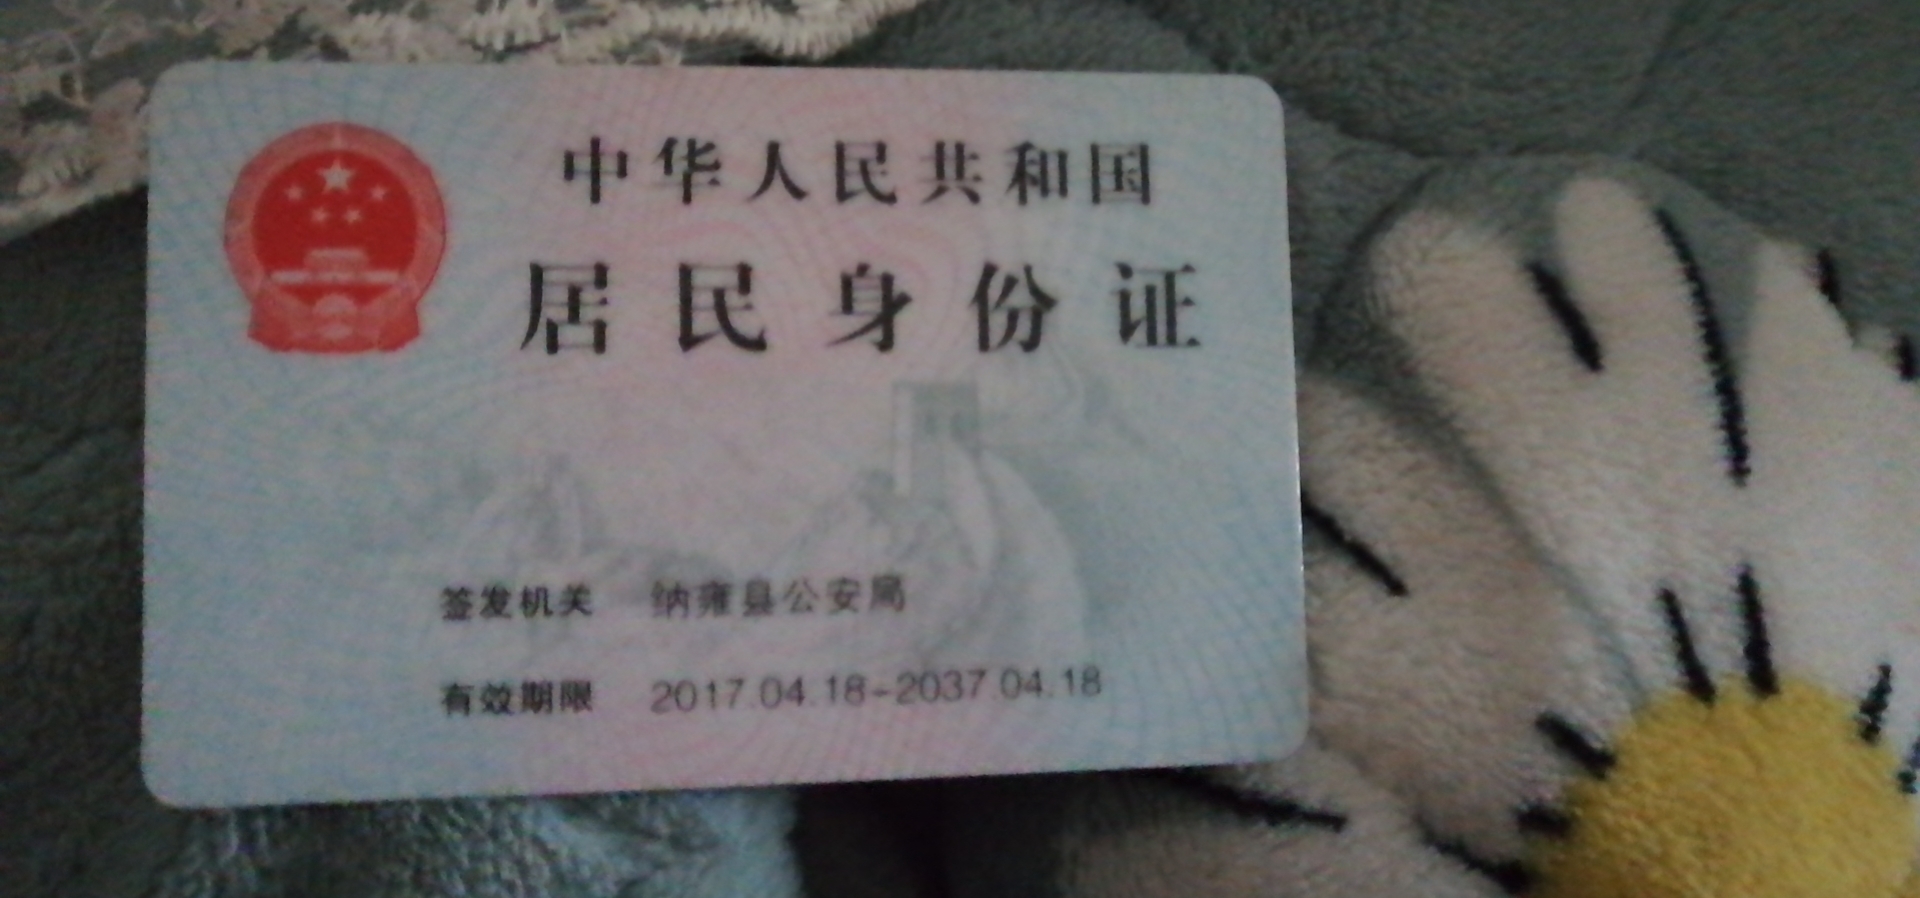 中华人民共和国
居民身份证
签发机关 纳雍县公安局
有效期限 2017.04.18-2037.04.18